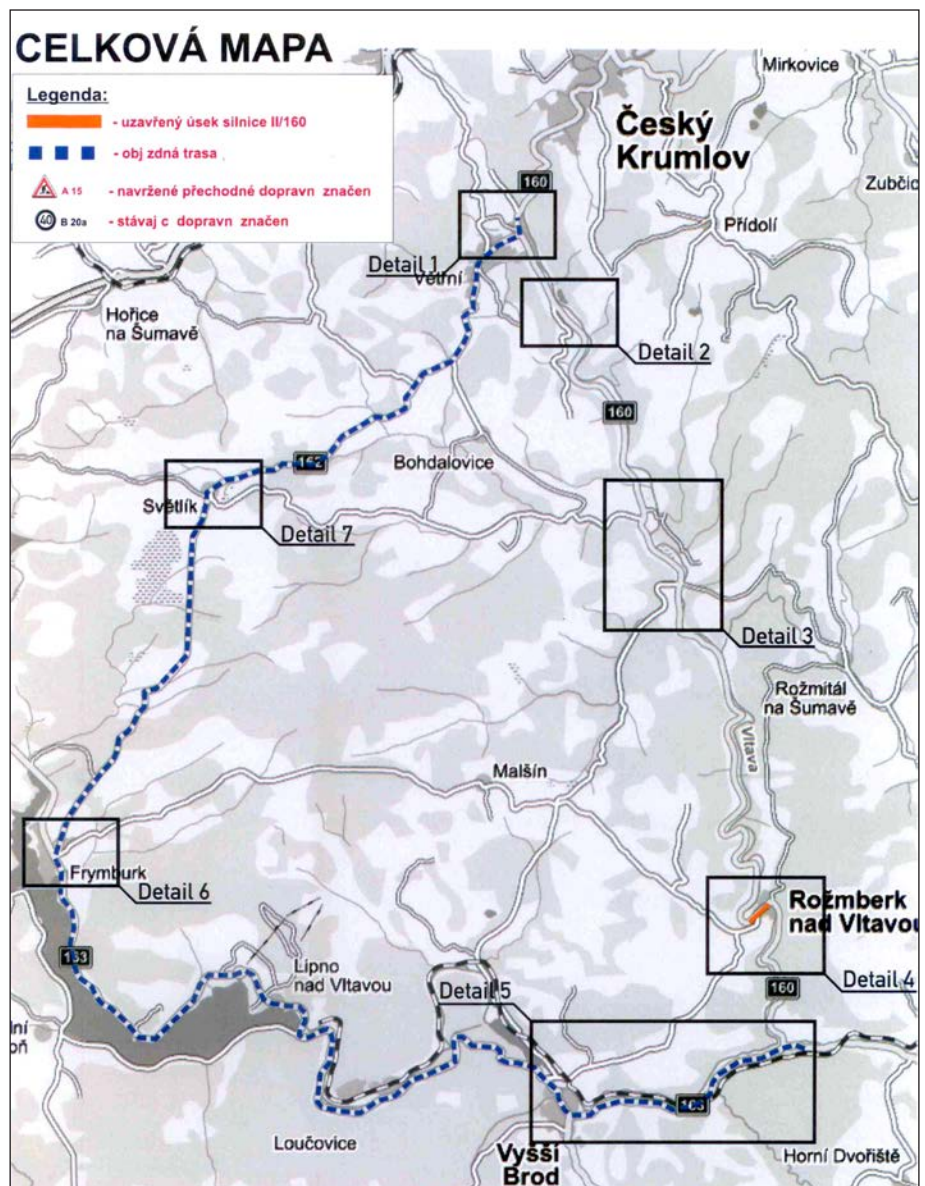 CELKOVÁ MAPA
Legenda:
- uzavřený úsek silnice II/160
- obj zdná trasa
A 15 - navržené přechodné dopravn značen
40 B 20a - stávaj c dopravn značen
Mirkovice
Český
Krumlov
Zubčic
160
Přídolí
Detail 1
Větřní
Hořice
na Šumavě
Detail 2
160
Bohdalovice
162
Světlík
Detail 7
Detail 3
Rožmitál
na Šumavě
Vltava
Malšín
Frymburk
Detail 6
Rožmberk
nad Vltavou
163
Lipno
nad Vltavou
Detail 4
Detail 5
160
163
Loučovice
Vyšší
Brod
Horní Dvořiště